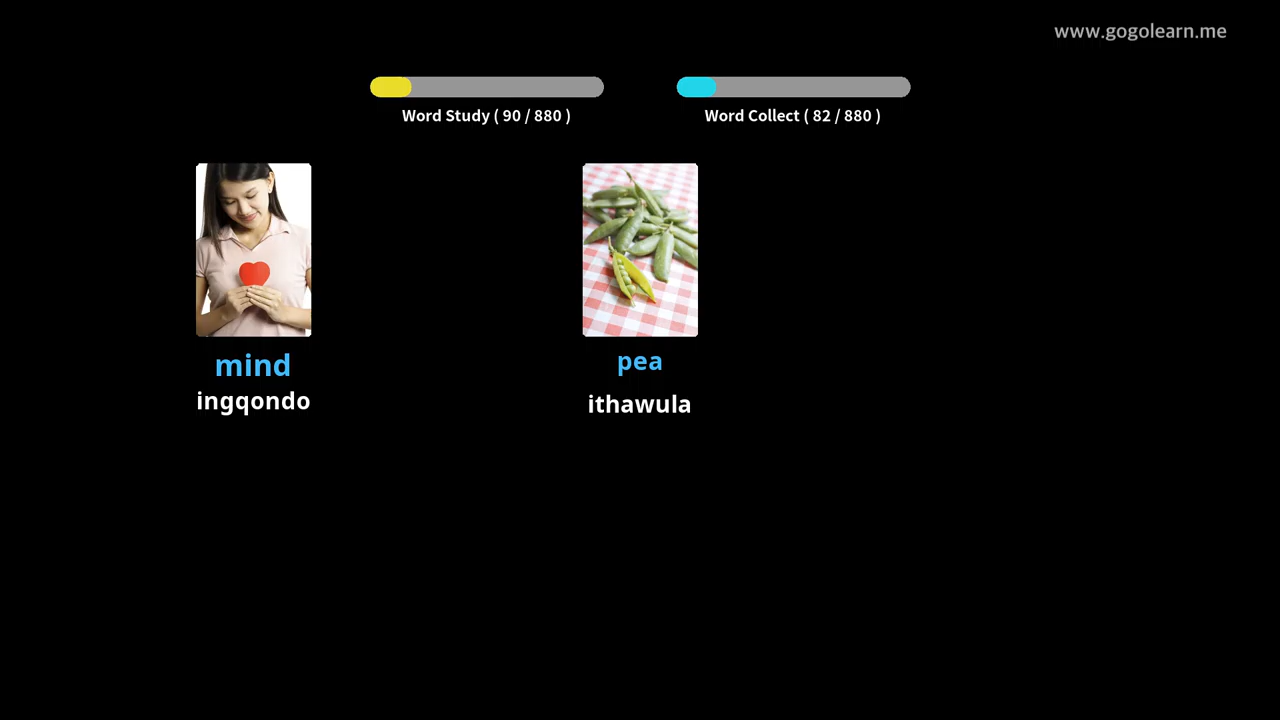 www.gogolearn.me
Word Study ( 90 / 880 )
Word Collect ( 82 / 880 )
mind
ingqondo
pea
ithawula